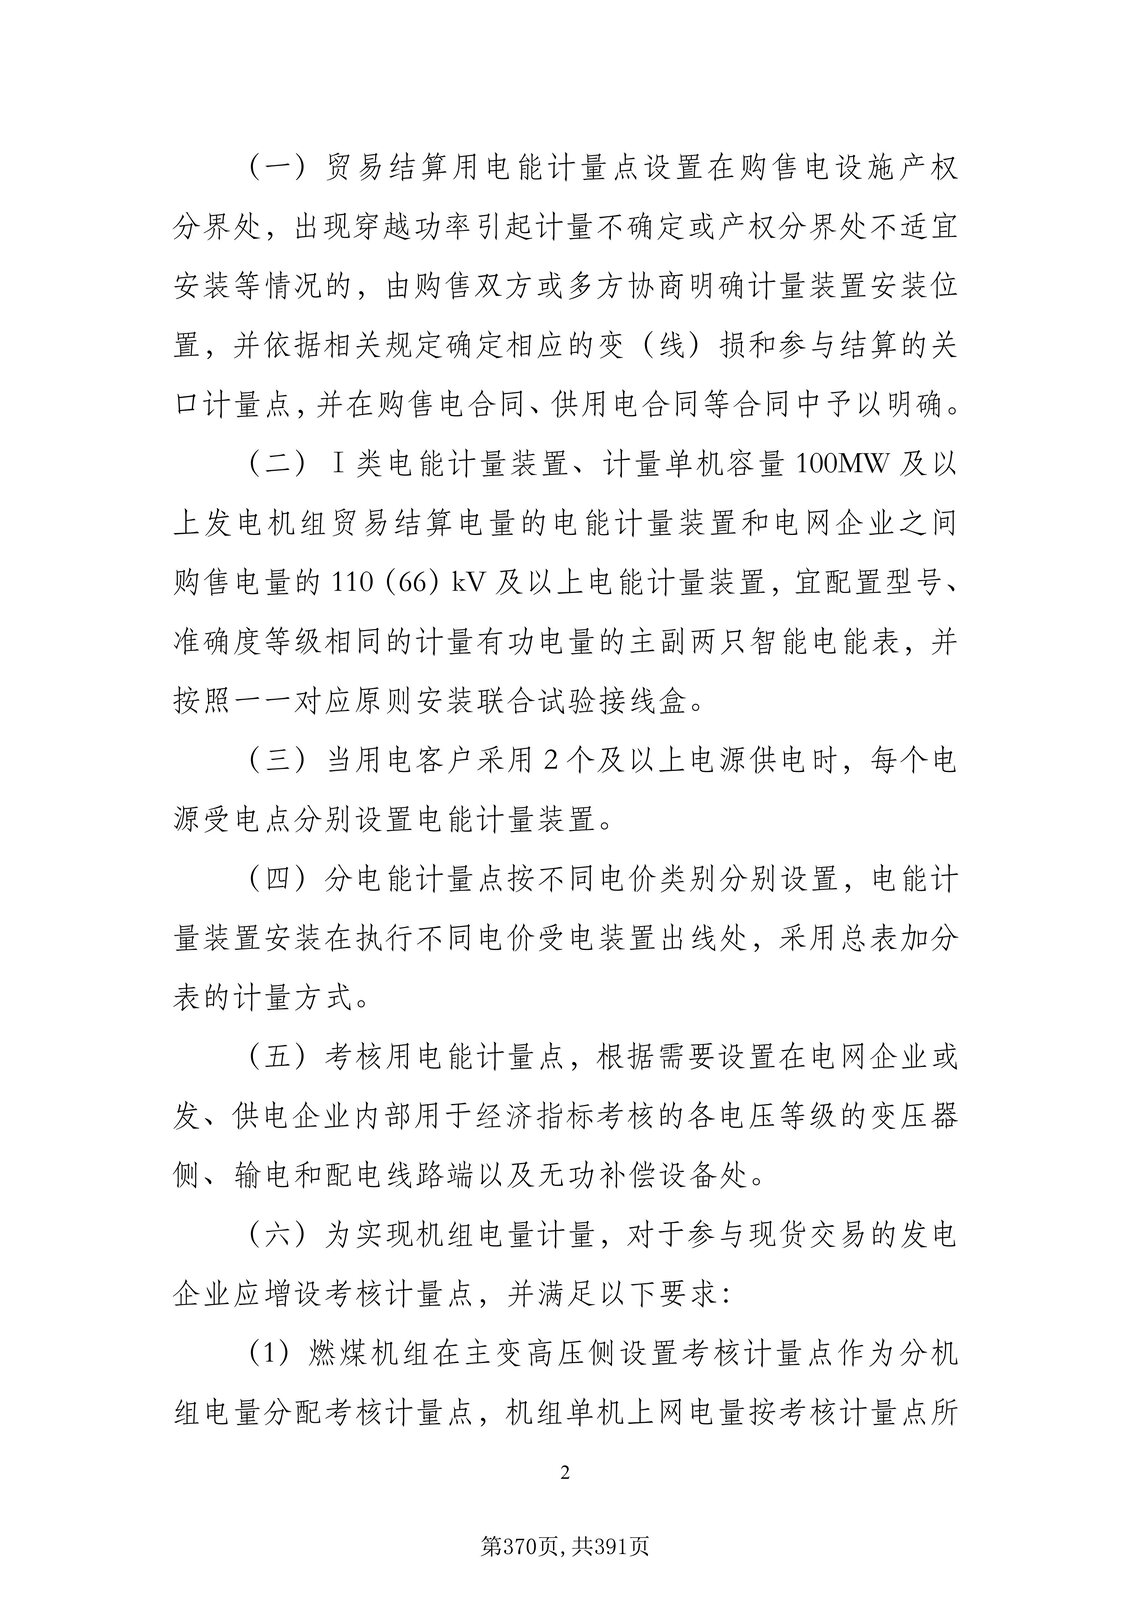 （一）贸易结算用电能计量点设置在购售电设施产权
分界处，出现穿越功率引起计量不确定或产权分界处不适宜
安装等情况的，由购售双方或多方协商明确计量装置安装位
置，并依据相关规定确定相应的变（线）损和参与结算的关
口计量点，并在购售电合同、供用电合同等合同中予以明确。
（二）Ⅰ类电能计量装置、计量单机容量 100MW 及以
上发电机组贸易结算电量的电能计量装置和电网企业之间
购售电量的 110（66）kV 及以上电能计量装置，宜配置型号、
准确度等级相同的计量有功电量的主副两只智能电能表，并
按照一一对应原则安装联合试验接线盒。
（三）当用电客户采用 2 个及以上电源供电时，每个电
源受电点分别设置电能计量装置。
（四）分电能计量点按不同电价类别分别设置，电能计
量装置安装在执行不同电价受电装置出线处，采用总表加分
表的计量方式。
（五）考核用电能计量点，根据需要设置在电网企业或
发、供电企业内部用于经济指标考核的各电压等级的变压器
侧、输电和配电线路端以及无功补偿设备处。
（六）为实现机组电量计量，对于参与现货交易的发电
企业应增设考核计量点，并满足以下要求：
（1）燃煤机组在主变高压侧设置考核计量点作为分机
组电量分配考核计量点，机组单机上网电量按考核计量点所
2
第370页,共391页